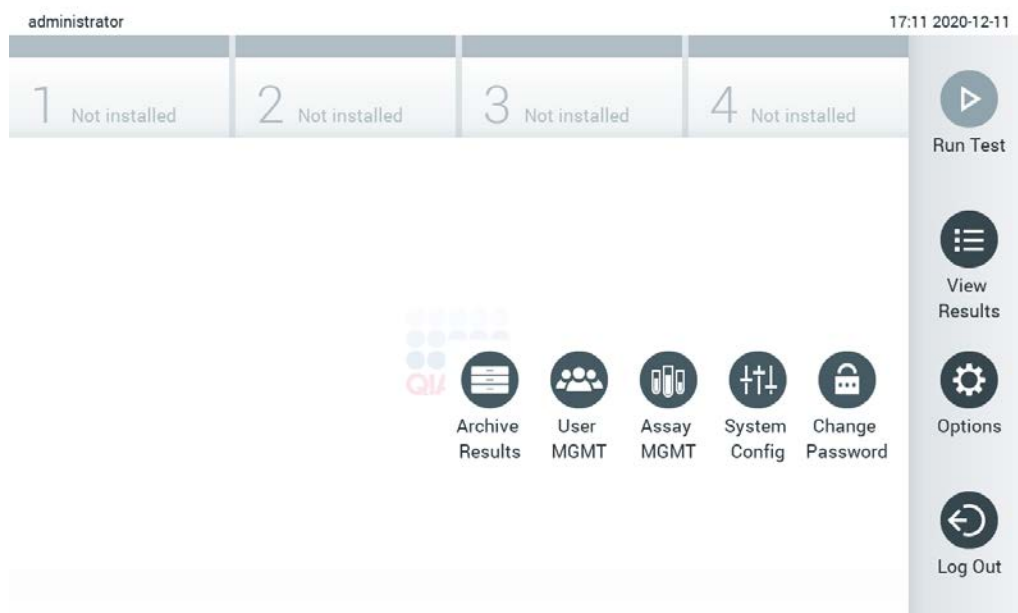 administrator 17:11 2020-12-11
1 Not installed 2 Not installed 3 Not installed 4 Not installed
Run Test
View
Results
QIA
Archive
Results
User
MGMT
Assay
MGMT
System
Config
Change
Password
Options
Log Out